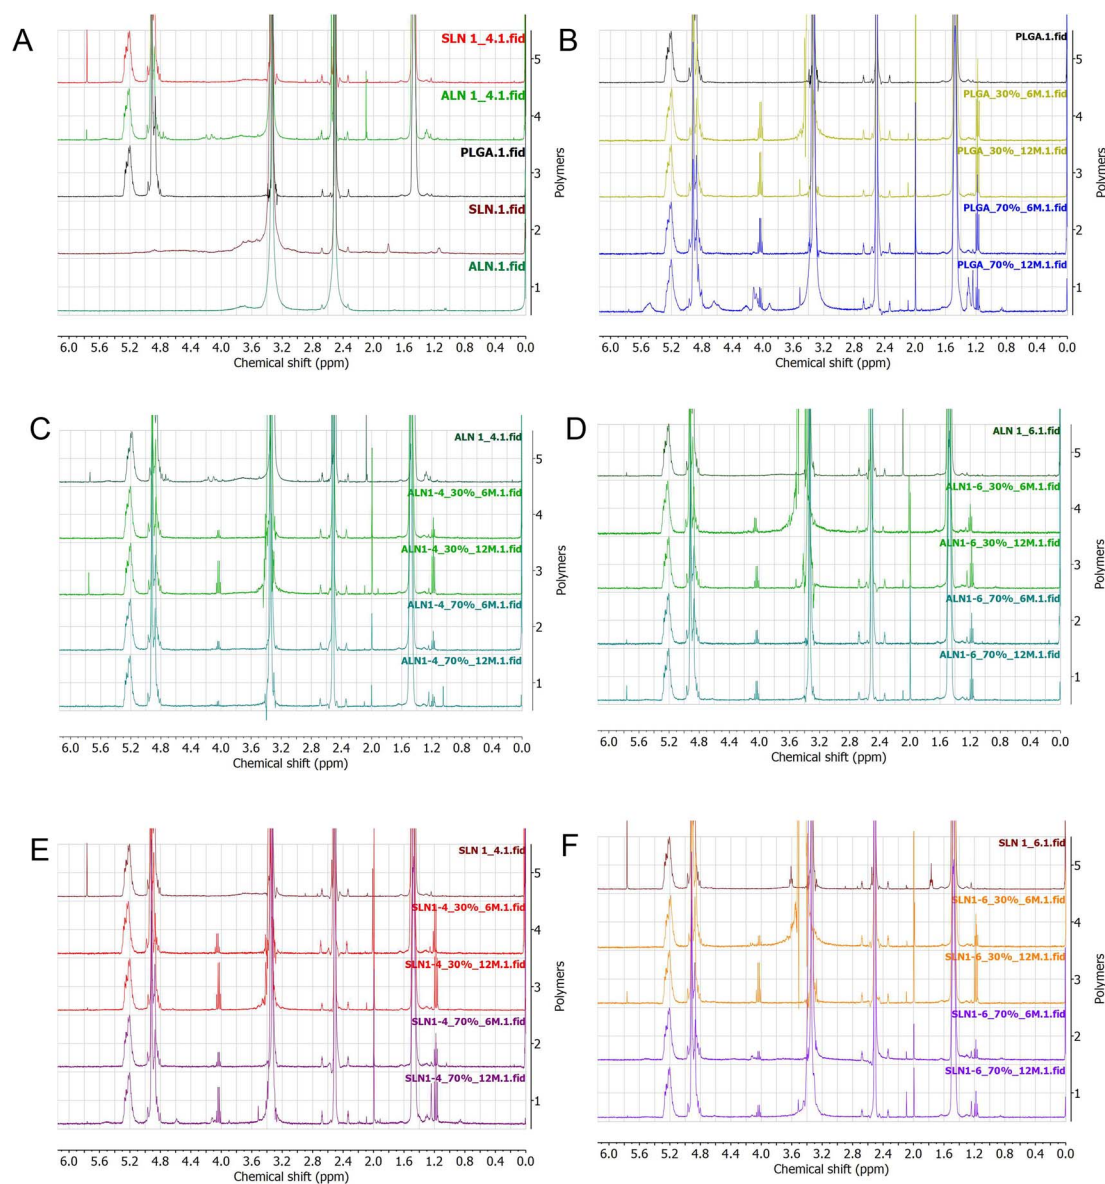 A
SLN 1_4.1.fid
5
ALN 1_4.1.fid
4
PLGA.1.fid
3
SLN.1.fid
2
ALN.1.fid
1
Polymers
6.0 5.6 5.2 4.8 4.4 4.0 3.6 3.2 2.8 2.4 2.0 1.6 1.2 0.8 0.4 0.0
Chemical shift (ppm)
B
PLGA.1.fid
5
PLGA_30%_6M.1.fid
4
PLGA_30%_12M.1.fid
3
PLGA_70%_6M.1.fid
2
PLGA_70%_12M.1.fid
1
Polymers
6.0 5.6 5.2 4.8 4.4 4.0 3.6 3.2 2.8 2.4 2.0 1.6 1.2 0.8 0.4 0.0
Chemical shift (ppm)
Polymers
C
ALN 1_4.1.fid
5
ALN1-4_30%_6M.1.fid
4
ALN1-4_30%_12M.1.fid
3
ALN1-4_70%_6M.1.fid
2
ALN1-4_70%_12M.1.fid
1
Polymers
6.0 5.6 5.2 4.8 4.4 4.0 3.6 3.2 2.8 2.4 2.0 1.6 1.2 0.8 0.4 0.0
Chemical shift (ppm)
D
ALN 1_6.1.fid
5
ALN1-6_30%_6M.1.fid
4
ALN1-6_30%_12M.1.fid
3
ALN1-6_70%_6M.1.fid
2
ALN1-6_70%_12M.1.fid
1
Polymers
6.0 5.6 5.2 4.8 4.4 4.0 3.6 3.2 2.8 2.4 2.0 1.6 1.2 0.8 0.4 0.0
Chemical shift (ppm)
E
SLN 1_4.1.fid
5
SLN1-4_30%_6M.1.fid
4
SLN1-4_30%_12M.1.fid
3
SLN1-4_70%_6M.1.fid
2
SLN1-4_70%_12M.1.fid
1
Polymers
6.0 5.6 5.2 4.8 4.4 4.0 3.6 3.2 2.8 2.4 2.0 1.6 1.2 0.8 0.4 0.0
Chemical shift (ppm)
F
SLN 1_6.1.fid
5
SLN1-6_30%_6M.1.fid
4
SLN1-6_30%_12M.1.fid
3
SLN1-6_70%_6M.1.fid
2
SLN1-6_70%_12M.1.fid
1
Polymers
6.0 5.6 5.2 4.8 4.4 4.0 3.6 3.2 2.8 2.4 2.0 1.6 1.2 0.8 0.4 0.0
Chemical shift (ppm)